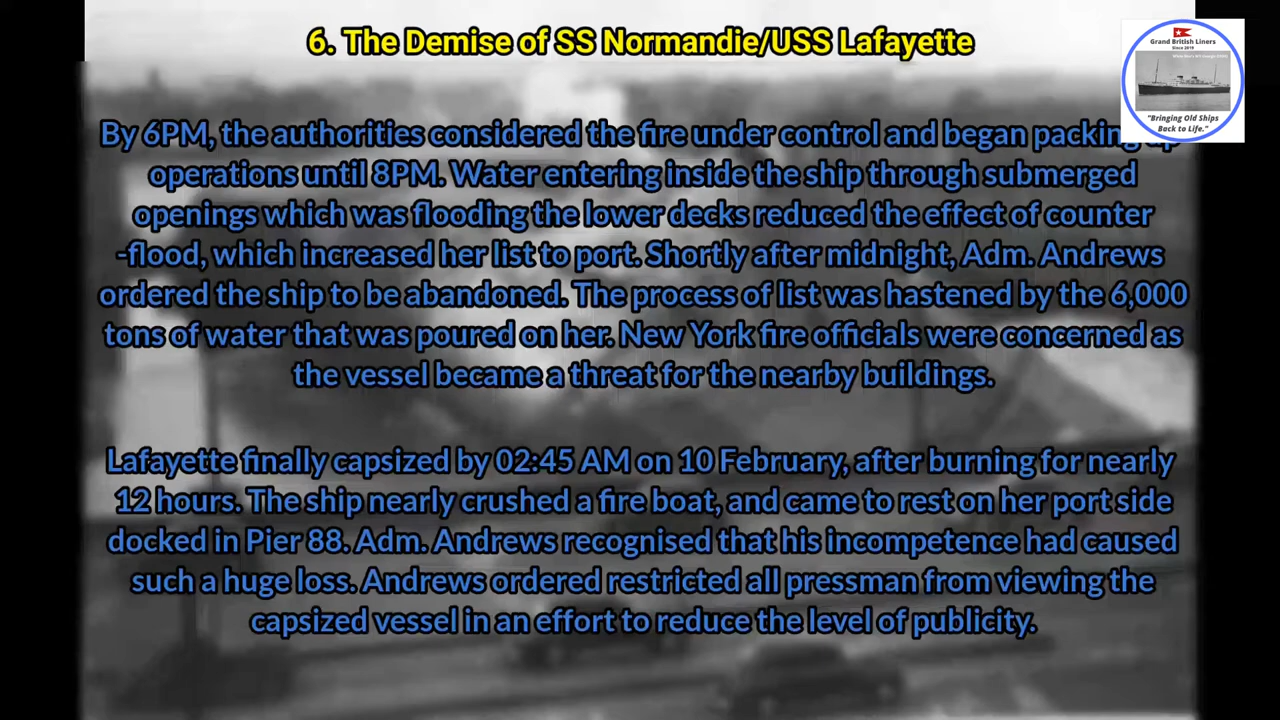 6. The Demise of SS Normandie/USS Lafayette
Grand British Liners
Since 2019
"Bringing Old Ships
Back to Life."
By 6PM, the authorities considered the fire under control and began packing up
operations until 8PM. Water entering inside the ship through submerged
openings which was flooding the lower decks reduced the effect of counter
-flood, which increased her list to port. Shortly after midnight, Adm. Andrews
ordered the ship to be abandoned. The process of list was hastened by the 6,000
tons of water that was poured on her. New York fire officials were concerned as
the vessel became a threat for the nearby buildings.
Lafayette finally capsized by 02:45 AM on 10 February, after burning for nearly
12 hours. The ship nearly crushed a fire boat, and came to rest on her port side
docked in Pier 88. Adm. Andrews recognised that his incompetence had caused
such a huge loss. Andrews ordered restricted all pressman from viewing the
capsized vessel in an effort to reduce the level of publicity.